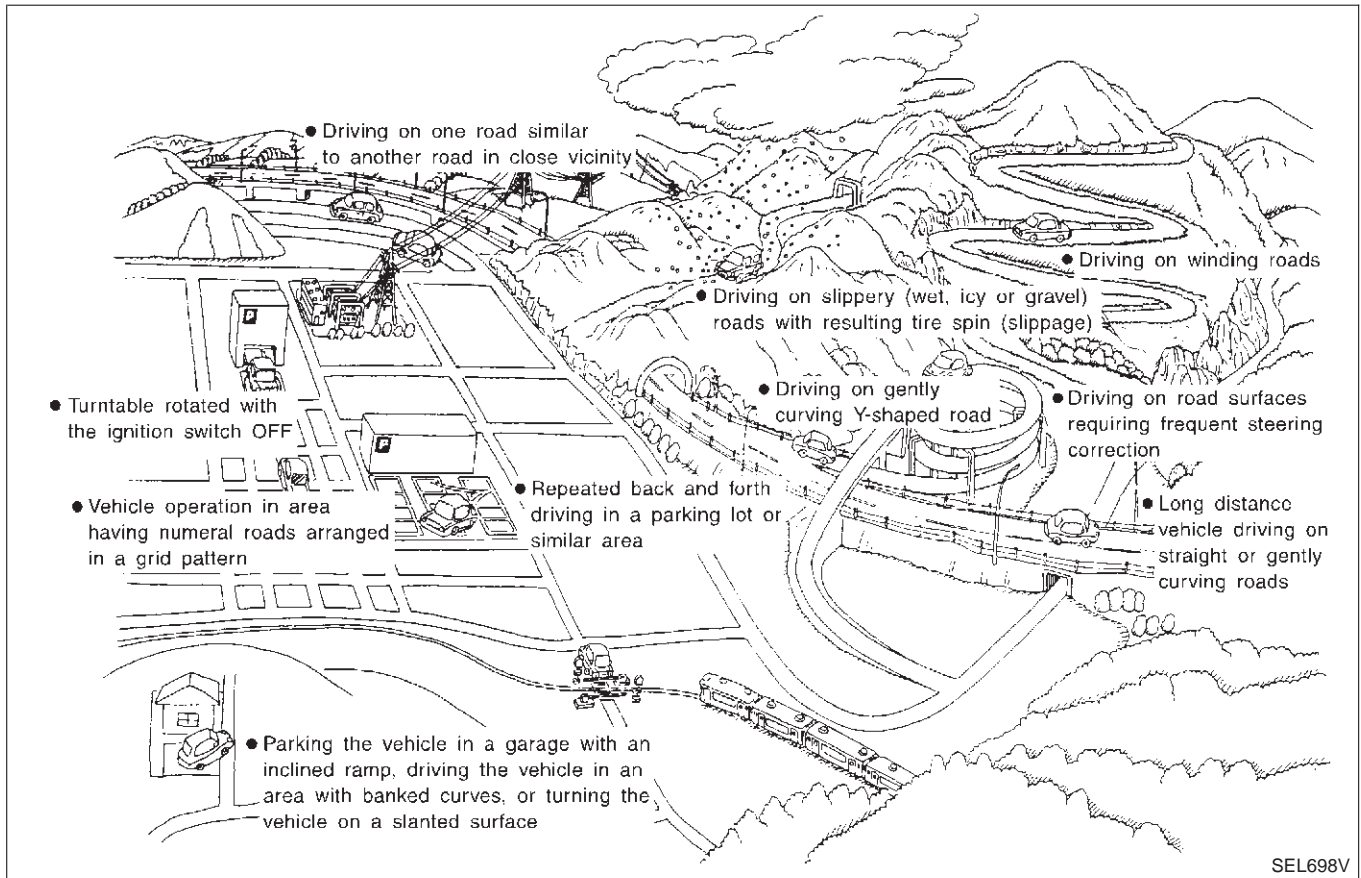 ● Driving on one road similar
to another road in close vicinity
● Driving on winding roads
● Driving on slippery (wet, icy or gravel)
roads with resulting tire spin (slippage)
● Driving on gently
curving Y-shaped road
● Driving on road surfaces
requiring frequent steering
correction
● Turntable rotated with
the ignition switch OFF
P
P
● Vehicle operation in area
having numeral roads arranged
in a grid pattern
● Repeated back and forth
driving in a parking lot or
similar area
● Long distance
vehicle driving on
straight or gently
curving roads
● Parking the vehicle in a garage with an
inclined ramp, driving the vehicle in an
area with banked curves, or turning the
vehicle on a slanted surface
SEL698V